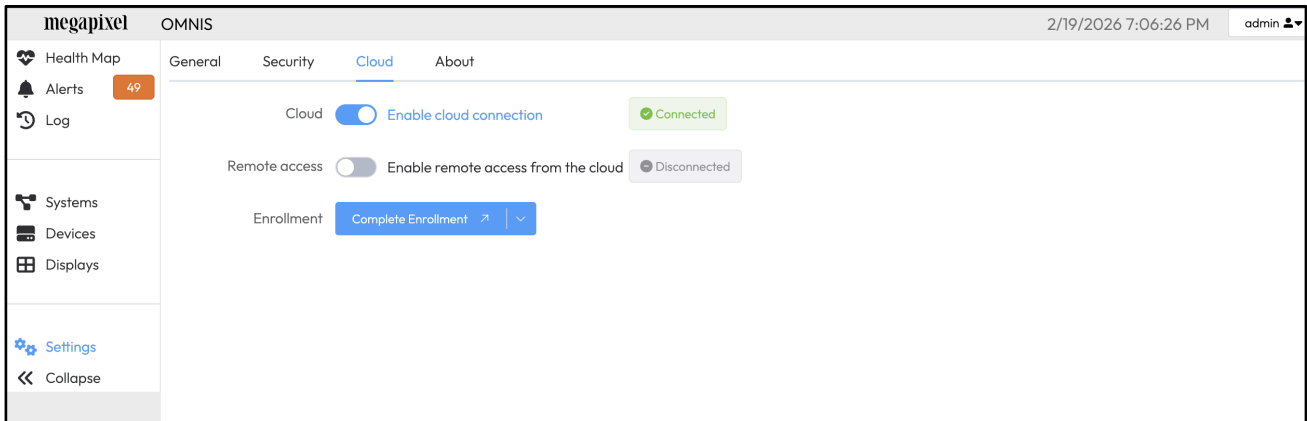 megapixel OMNIS 2/19/2026 7:06:26 PM admin
Health Map
Alerts 49
Log
Systems
Devices
Displays
Settings
Collapse
General Security Cloud About
Cloud Enable cloud connection Connected
Remote access Enable remote access from the cloud Disconnected
Enrollment Complete Enrollment